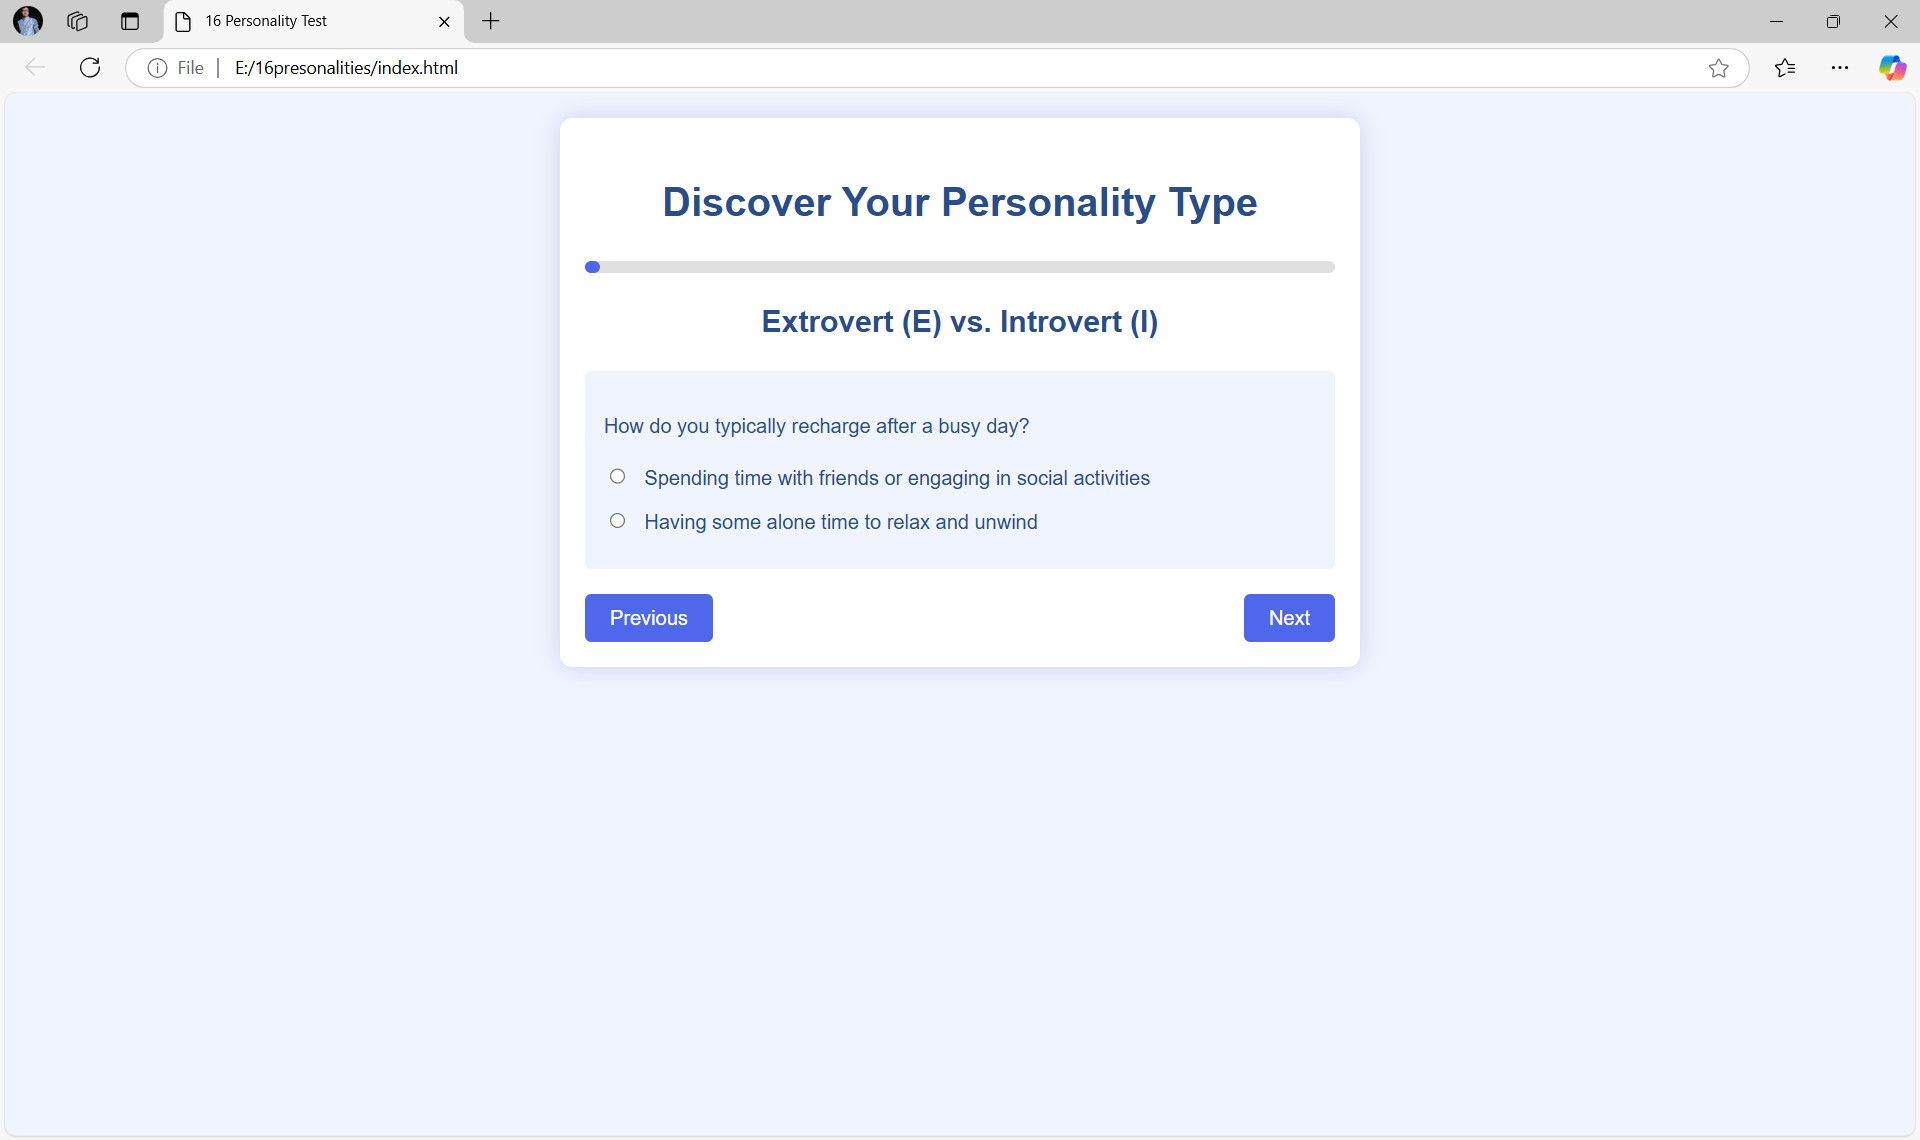 16 Personality Test
File
E:/16presonalities/index.html
Discover Your Personality Type
Extrovert (E) vs. Introvert (I)
How do you typically recharge after a busy day?
Spending time with friends or engaging in social activities
Having some alone time to relax and unwind
Previous
Next